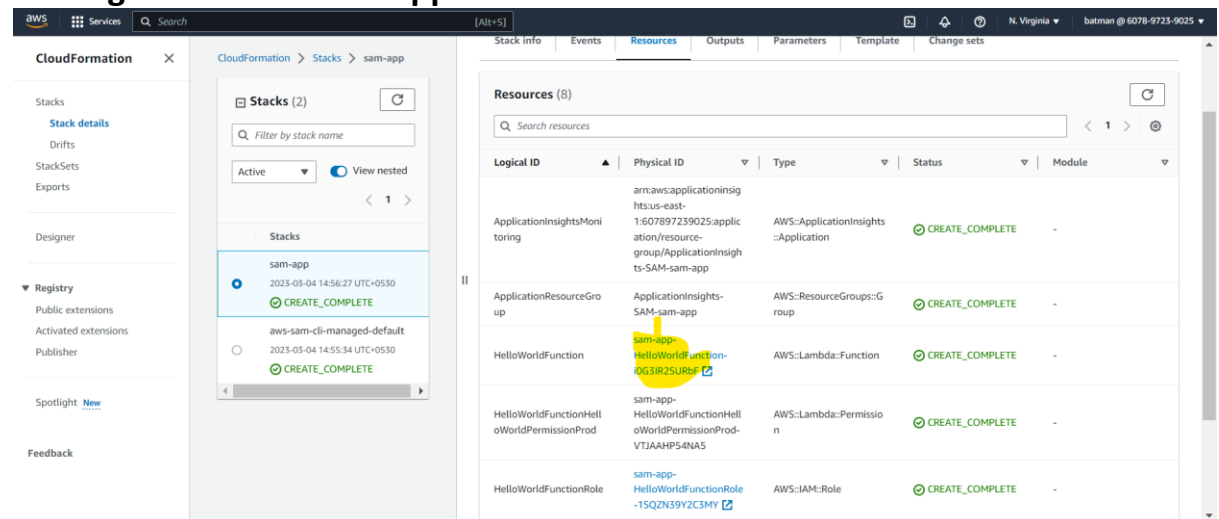 aws
Services
Search
[Alt+S]
N. Virginia
batman @ 6078-9723-9025
CloudFormation
Stacks
Stack details
Drifts
StackSets
Exports
Designer
Registry
Public extensions
Activated extensions
Publisher
Spotlight New
Feedback
CloudFormation > Stacks > sam-app
Stacks (2)
Filter by stack name
Active
View nested
1
Stacks
sam-app
2023-03-04 14:56:27 UTC+0530
CREATE_COMPLETE
aws-sam-cli-managed-default
2023-03-04 14:55:34 UTC+0530
CREATE_COMPLETE
Stack info Events Resources Outputs Parameters Template Change sets
Resources (8)
Search resources
1
Logical ID Physical ID Type Status Module
ApplicationInsightsMoni
toring
arn:aws:applicationinsig
hts:us-east-
1:607897239025:applic
ation/resource-
group/ApplicationInsigh
ts-SAM-sam-app
AWS::ApplicationInsights
::Application
CREATE_COMPLETE
-
ApplicationResourceGro
up
ApplicationInsights-
SAM-sam-app
AWS::ResourceGroups::G
roup
CREATE_COMPLETE
-
HelloWorldFunction
sam-app-
HelloWorldFunction-
i0G3IR2SURbF
AWS::Lambda::Function
CREATE_COMPLETE
-
HelloWorldFunctionHell
oWorldPermissionProd
sam-app-
HelloWorldFunctionHell
oWorldPermissionProd-
VTJAAHP54NA5
AWS::Lambda::Permissio
n
CREATE_COMPLETE
-
HelloWorldFunctionRole
sam-app-
HelloWorldFunctionRole
-1SQZN39Y2C3MY
AWS::IAM::Role
CREATE_COMPLETE
-